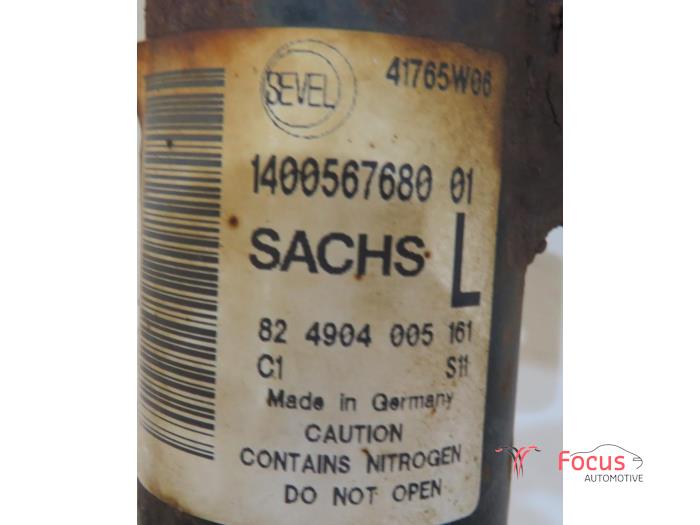 SEVEL 41765W06
1400567680 01
SACHS L
82 4904 005 161
C1 S11
Made in Germany
CAUTION
CONTAINS NITROGEN
DO NOT OPEN
Focus
AUTOMOTIVE